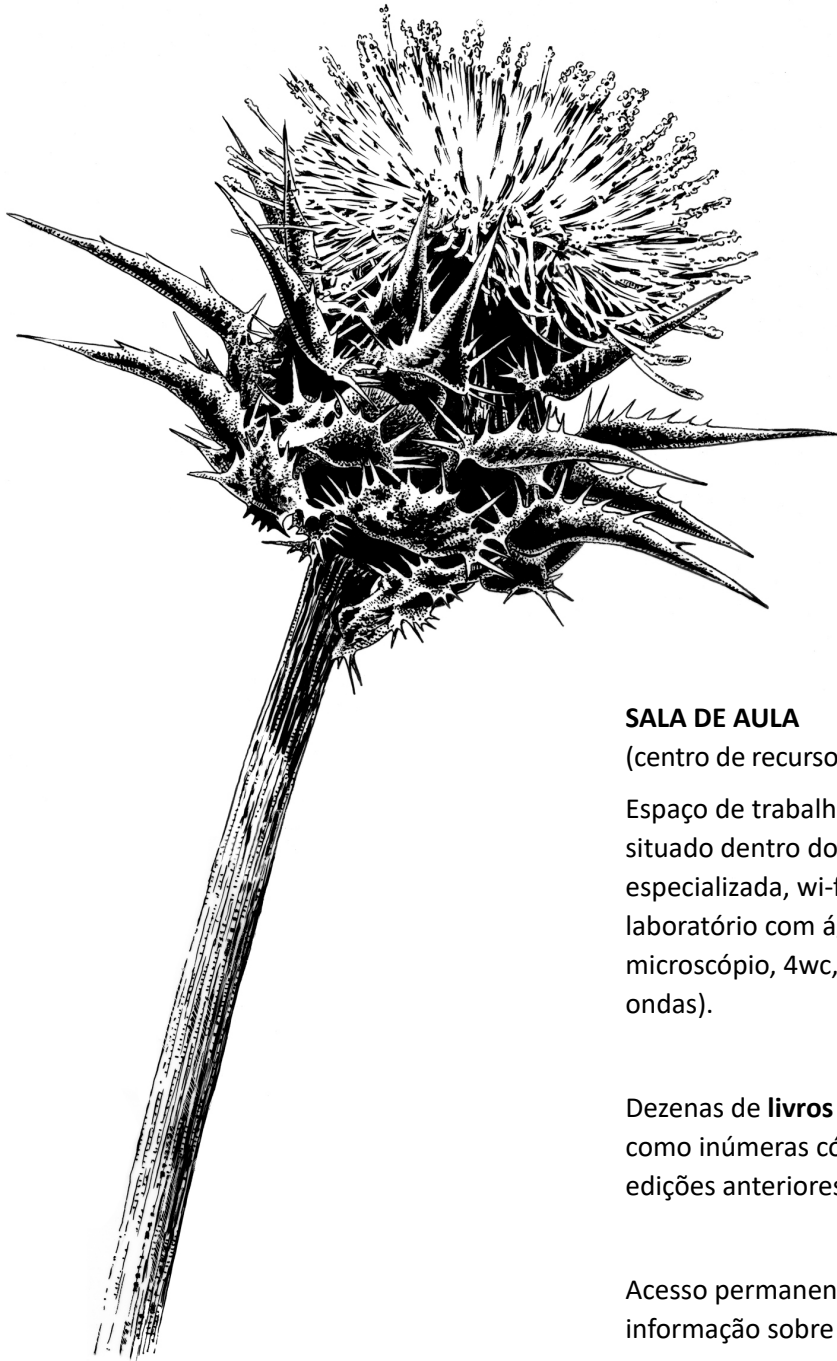 SALA DE AULA
(centro de recurso
Espaço de trabalh
situado dentro do
especializada, wi-f
laboratório com á
microscópio, 4wc,
ondas).
Dezenas de livros
como inúmeras có
edições anteriores
Acesso permanen
informação sobre